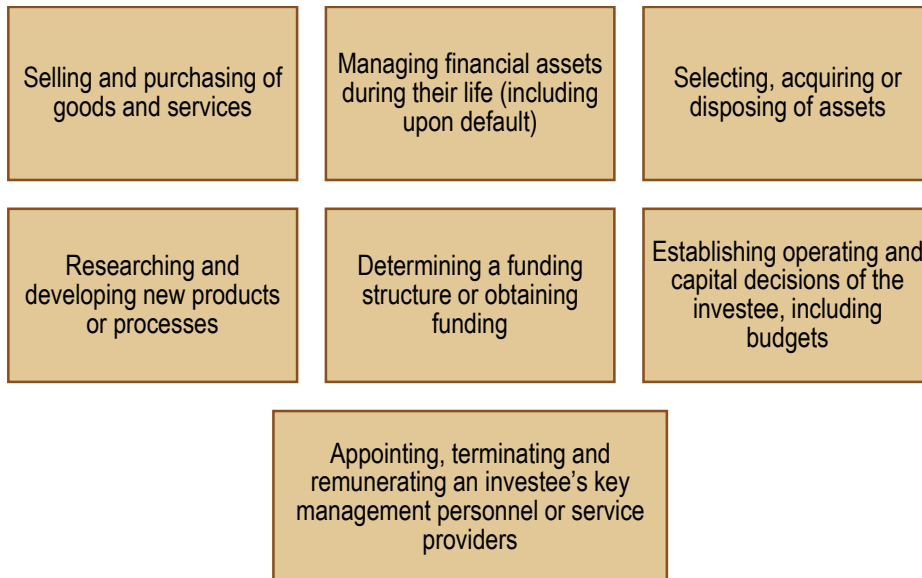 Selling and purchasing of
goods and services
Managing financial assets
during their life (including
upon default)
Selecting, acquiring or
disposing of assets
Researching and
developing new products
or processes
Determining a funding
structure or obtaining
funding
Establishing operating and
capital decisions of the
investee, including
budgets
Appointing, terminating and
remunerating an investee’s key
management personnel or service
providers